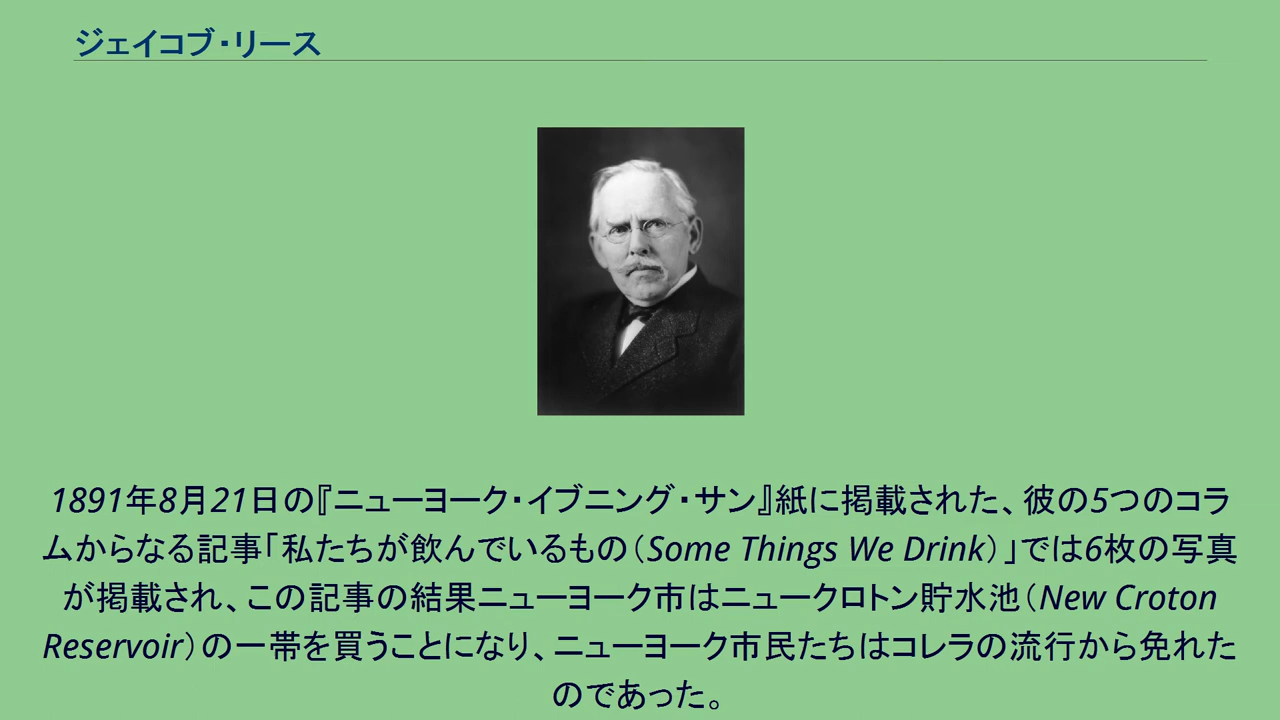 ジェイコブ・リース
1891年8月21日の『ニューヨーク・イブニング・サン』紙に掲載された、彼の5つのコラ
ムからなる記事「私たちが飲んでいるもの（Some Things We Drink）」では6枚の写真
が掲載され、この記事の結果ニューヨーク市はニュークロトン貯水池（New Croton
Reservoir）の一帯を買うことになり、ニューヨーク市民たちはコレラの流行から免れた
のであった。